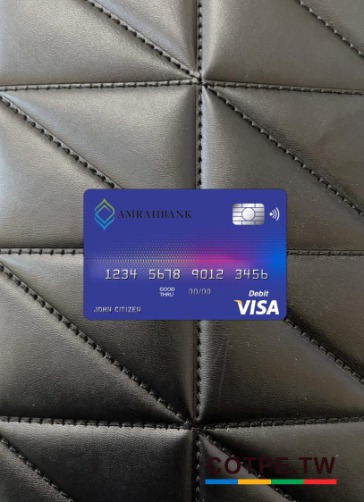 AMRAHBANK
1234 5678 9012 3456
GOOD THRU 00/00
JOHN CITIZEN
Debit
VISA
COTPE.TW